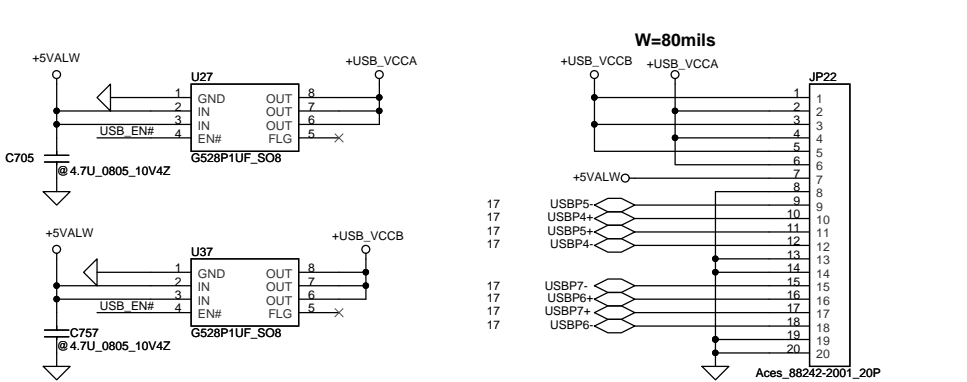 +5VALW
+USB_VCCA
U27
1 GND OUT 8
2 IN OUT 7
3 IN OUT 6
USB_EN# 4 EN# FLG 5
G528P1UF_SO8
C705
@ 4.7U_0805_10V4Z
+5VALW
+USB_VCCB
U37
1 GND OUT 8
2 IN OUT 7
3 IN OUT 6
USB_EN# 4 EN# FLG 5
G528P1UF_SO8
C757
@ 4.7U_0805_10V4Z
W=80mils
+USB_VCCB +USB_VCCA
JP22
1 1
2 2
3 3
4 4
5 5
6 6
+5VALW 7 7
8 8
17 USBP5- 9 9
17 USBP4+ 10 10
17 USBP5+ 11 11
17 USBP4- 12 12
13 13
14 14
17 USBP7- 15 15
17 USBP6+ 16 16
17 USBP7+ 17 17
17 USBP6- 18 18
19 19
20 20
Aces_88242-2001_20P